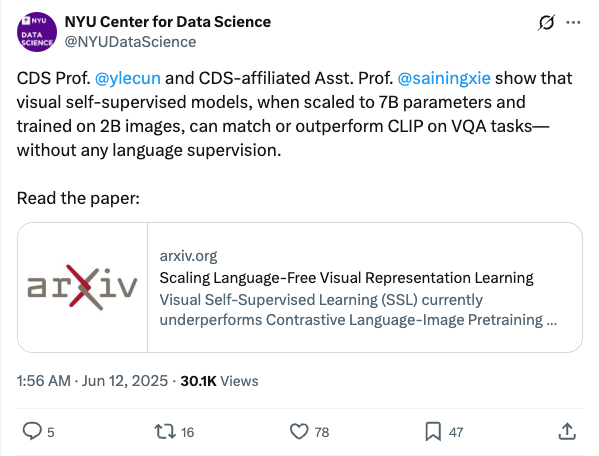 NYU
DATA
SCIENCE
NYU Center for Data Science
@NYUDataScience
CDS Prof. @ylecun and CDS-affiliated Asst. Prof. @sainingxie show that
visual self-supervised models, when scaled to 7B parameters and
trained on 2B images, can match or outperform CLIP on VQA tasks—
without any language supervision.
Read the paper:
arXiv
arxiv.org
Scaling Language-Free Visual Representation Learning
Visual Self-Supervised Learning (SSL) currently
underperforms Contrastive Language-Image Pretraining ...
1:56 AM · Jun 12, 2025 · 30.1K Views
5 16 78 47